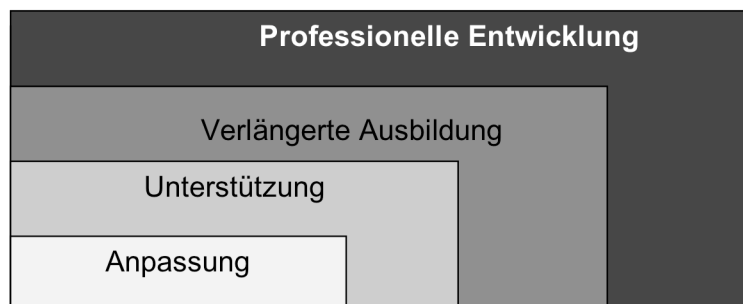 Professionelle Entwicklung
Verlängerte Ausbildung
Unterstützung
Anpassung